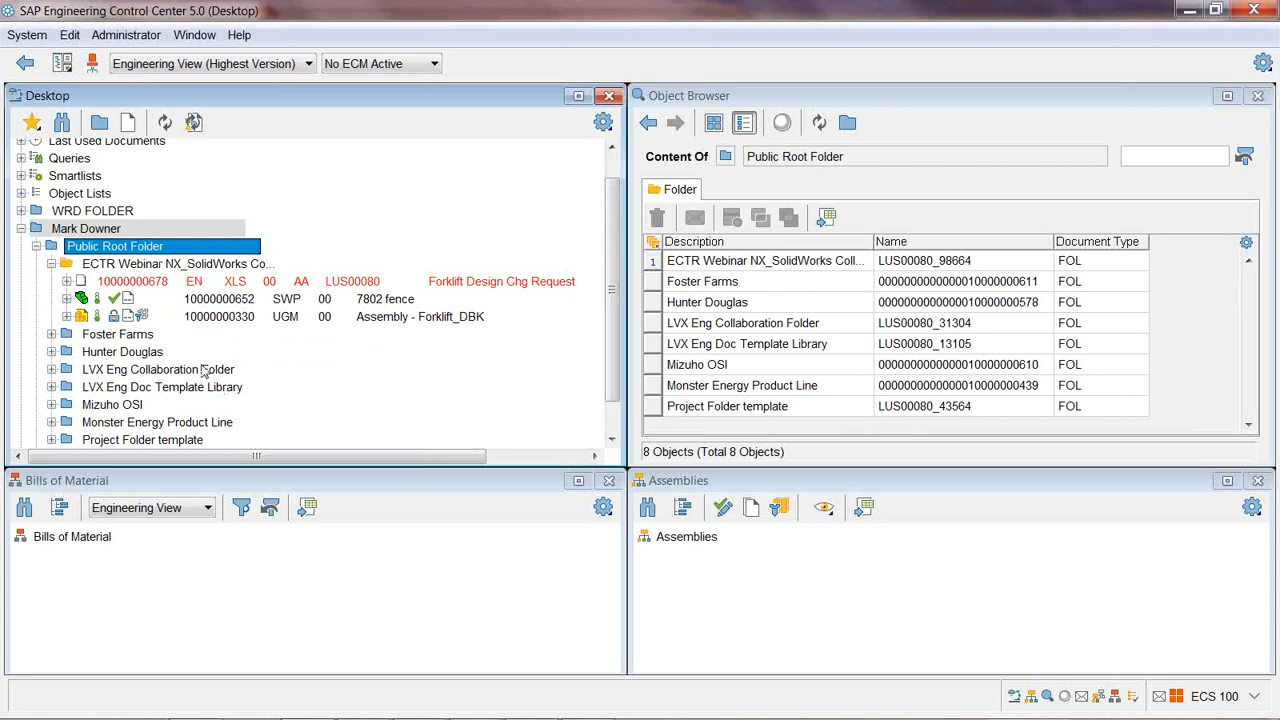 SAP Engineering Control Center 5.0 (Desktop)
System Edit Administrator Window Help
Engineering View (Highest Version) No ECM Active
Desktop
Last Used Documents
Queries
Smartlists
Object Lists
WRD FOLDER
Mark Downer
Public Root Folder
ECTR Webinar NX_SolidWorks Co...
10000000678 EN XLS 00 AA LUS00080 Forklift Design Chg Request
10000000652 SWP 00 7802 fence
10000000330 UGM 00 Assembly - Forklift_DBK
Foster Farms
Hunter Douglas
LVX Eng Collaboration Folder
LVX Eng Doc Template Library
Mizuho OSI
Monster Energy Product Line
Project Folder template
Object Browser
Content Of Public Root Folder
Folder
Description Name Document Type
1 ECTR Webinar NX_SolidWorks Coll... LUS00080_98664 FOL
Foster Farms 0000000000000010000000611 FOL
Hunter Douglas 0000000000000010000000578 FOL
LVX Eng Collaboration Folder LUS00080_31304 FOL
LVX Eng Doc Template Library LUS00080_13105 FOL
Mizuho OSI 0000000000000010000000610 FOL
Monster Energy Product Line 0000000000000010000000439 FOL
Project Folder template LUS00080_43564 FOL
8 Objects (Total 8 Objects)
Bills of Material
Engineering View
Bills of Material
Assemblies
Assemblies
ECS 100